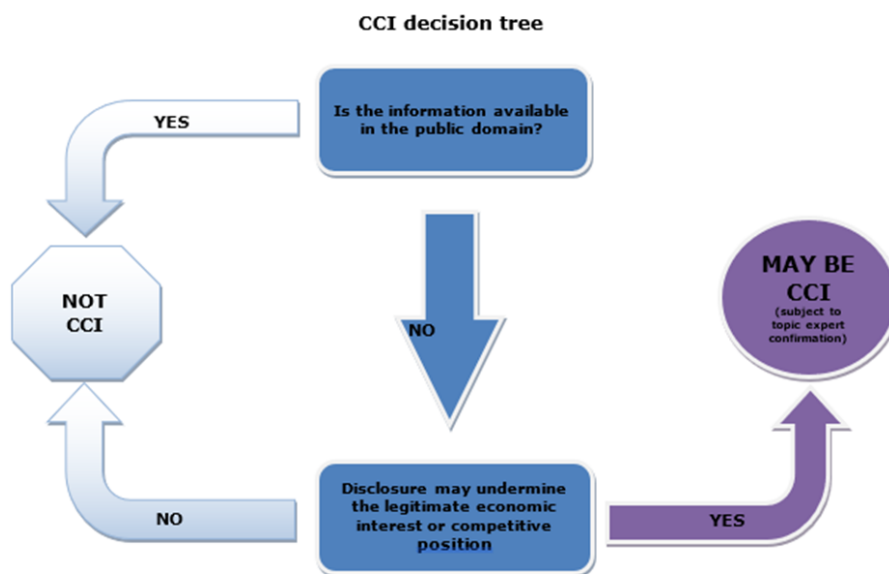 CCI decision tree
Is the information available
in the public domain?
YES
NOT
CCI
NO
MAY BE
CCI
(subject to
topic expert
confirmation)
Disclosure may undermine
the legitimate economic
interest or competitive
position
NO
YES